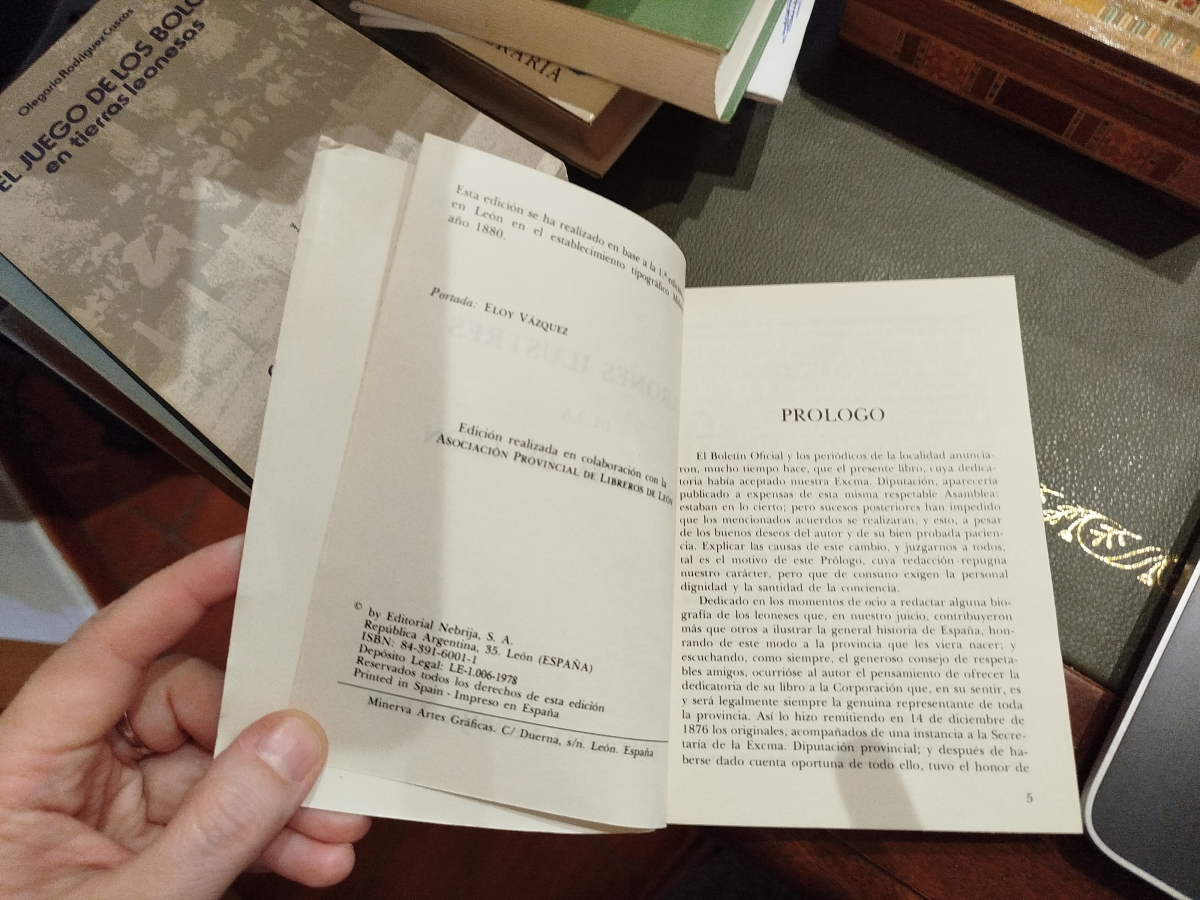 Olegario Rodríguez Cascos
EL JUEGO DE LOS BOLO
en tierras leonesas
RARIA
Esta edición se ha realizado en base a la 1.ª
en León en el establecimiento tipográfico
año 1880.
Portada: ELOY VÁZQUEZ
Edición realizada en colaboración con la
ASOCIACIÓN PROVINCIAL DE LIBREROS DE LEÓN
© by Editorial Nebrija, S. A.
República Argentina, 35. León (ESPAÑA)
ISBN: 84-391-6001-1
Depósito Legal: LE-1.006-1978
Reservados todos los derechos de esta edición
Printed in Spain - Impreso en España
Minerva Artes Gráficas. C/ Duerna, s/n. León. España
PROLOGO
El Boletín Oficial y los periódicos de la localidad anuncia-
ron, mucho tiempo hace, que el presente libro, cuya dedica-
toria había aceptado nuestra Excma. Diputación, aparecería
publicado a expensas de esta misma respetable Asamblea:
estaban en lo cierto; pero sucesos posteriores han impedido
que los mencionados acuerdos se realizaran, y esto, a pesar
de los buenos deseos del autor y de su bien probada pacien-
cia. Explicar las causas de este cambio, y juzgarnos a todos,
tal es el motivo de este Prólogo, cuya redacción repugna
nuestro carácter, pero que de consuno exigen la personal
dignidad y la santidad de la conciencia.
Dedicado en los momentos de ocio a redactar alguna bio-
grafía de los leoneses que, en nuestro juicio, contribuyeron
más que otros a ilustrar la general historia de España, hon-
rando de este modo a la provincia que les viera nacer; y
escuchando, como siempre, el generoso consejo de respeta-
bles amigos, ocurrióse al autor el pensamiento de ofrecer la
dedicatoria de su libro a la Corporación que, en su sentir, es
y será legalmente siempre la genuina representante de toda
la provincia. Así lo hizo remitiendo en 14 de diciembre de
1876 los originales, acompañados de una instancia a la Secre-
taría de la Excma. Diputación provincial; y después de ha-
berse dado cuenta oportuna de todo ello, tuvo el honor de
5